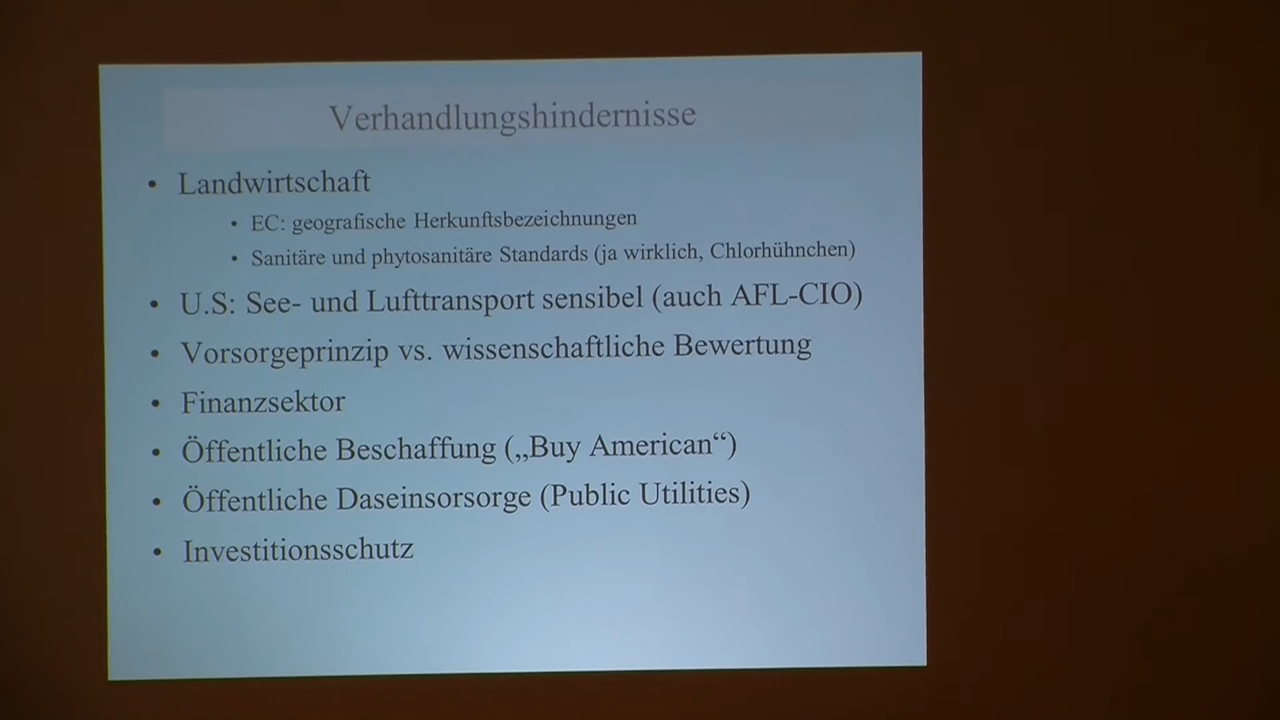 Verhandlungshindernisse
• Landwirtschaft
• EC: geografische Herkunftsbezeichnungen
• Sanitäre und phytosanitäre Standards (ja wirklich, Chlorhühnchen)
• U.S: See- und Lufttransport sensibel (auch AFL-CIO)
• Vorsorgeprinzip vs. wissenschaftliche Bewertung
• Finanzsektor
• Öffentliche Beschaffung („Buy American“)
• Öffentliche Daseinsorsorge (Public Utilities)
• Investitionsschutz